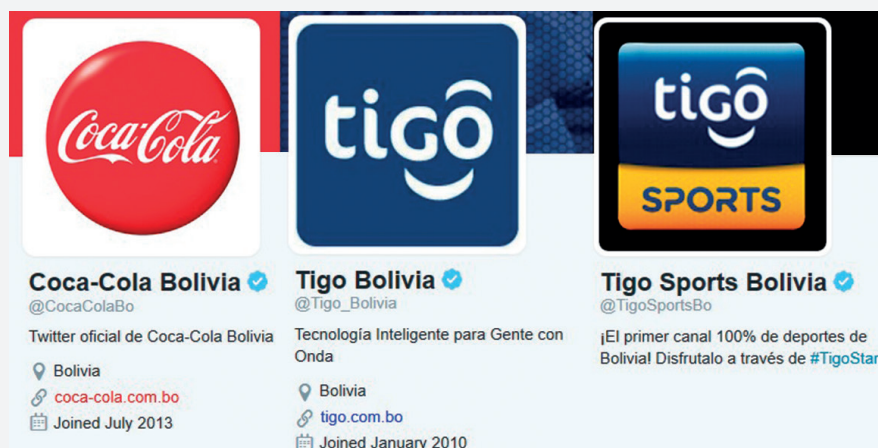 Coca-Cola
Coca-Cola Bolivia
@CocaColaBo
Twitter oficial de Coca-Cola Bolivia
Bolivia
coca-cola.com.bo
Joined July 2013
tigo
Tigo Bolivia
@Tigo_Bolivia
Tecnología Inteligente para Gente con
Onda
Bolivia
tigo.com.bo
Joined January 2010
tigo
SPORTS
Tigo Sports Bolivia
@TigoSportsBo
¡El primer canal 100% de deportes de
Bolivia! Disfrutalo a través de #TigoStar